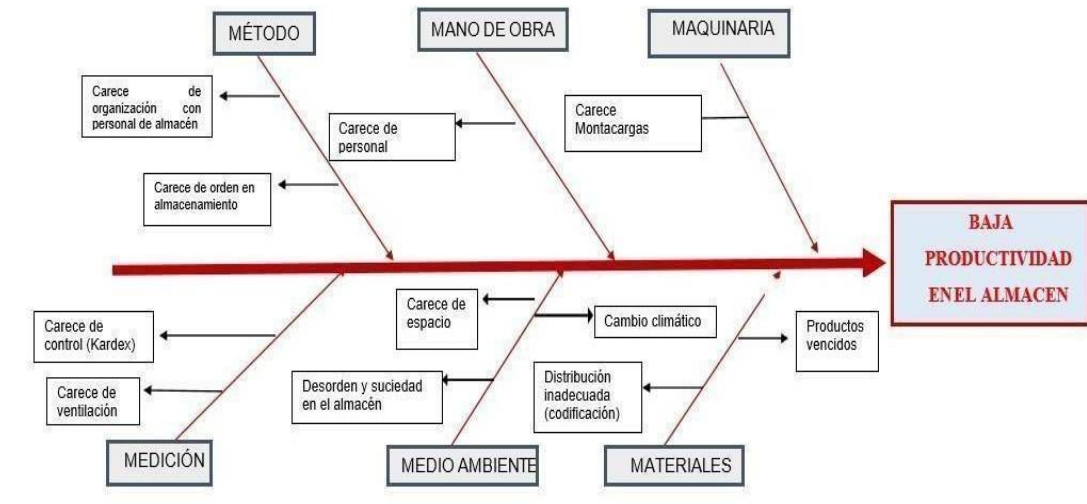 MÉTODO
MANO DE OBRA
MAQUINARIA
Carece de
organización con
personal de almacén
Carece de
personal
Carece
Montacargas
Carece de orden en
almacenamiento
BAJA
PRODUCTIVIDAD
ENEL ALMACEN
Carece de
control (Kardex)
Carece de
ventilación
Carece de
espacio
Cambio climático
Desorden y suciedad
en el almacén
Distribución
inadecuada
(codificación)
Productos
vencidos
MEDICIÓN
MEDIO AMBIENTE
MATERIALES